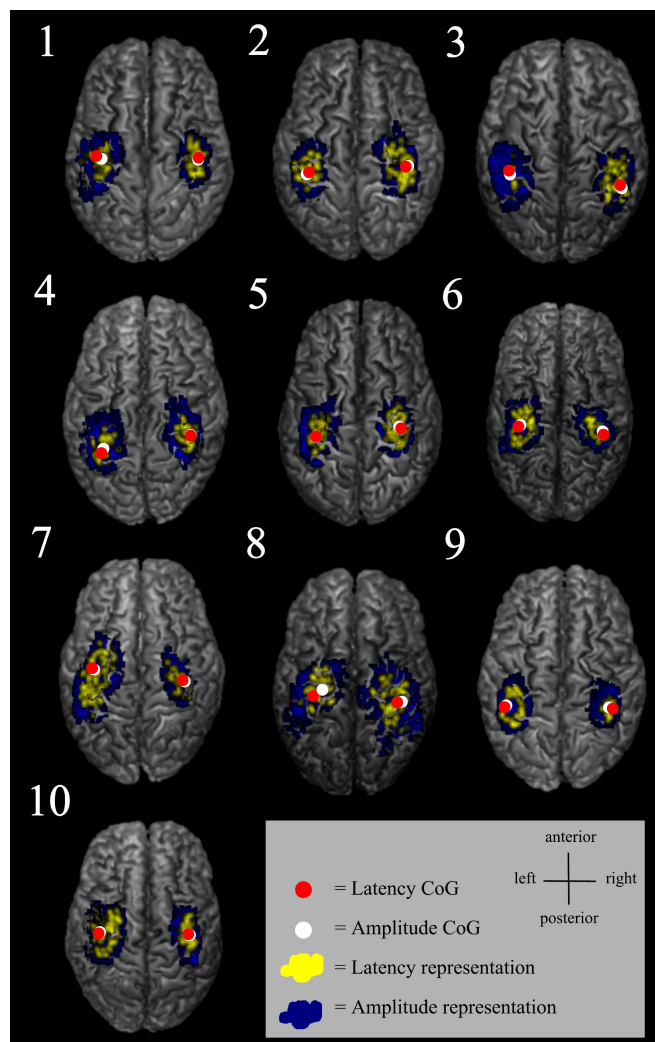 1 2 3
4 5 6
7 8 9
10
anterior
left right
posterior
= Latency CoG
= Amplitude CoG
= Latency representation
= Amplitude representation